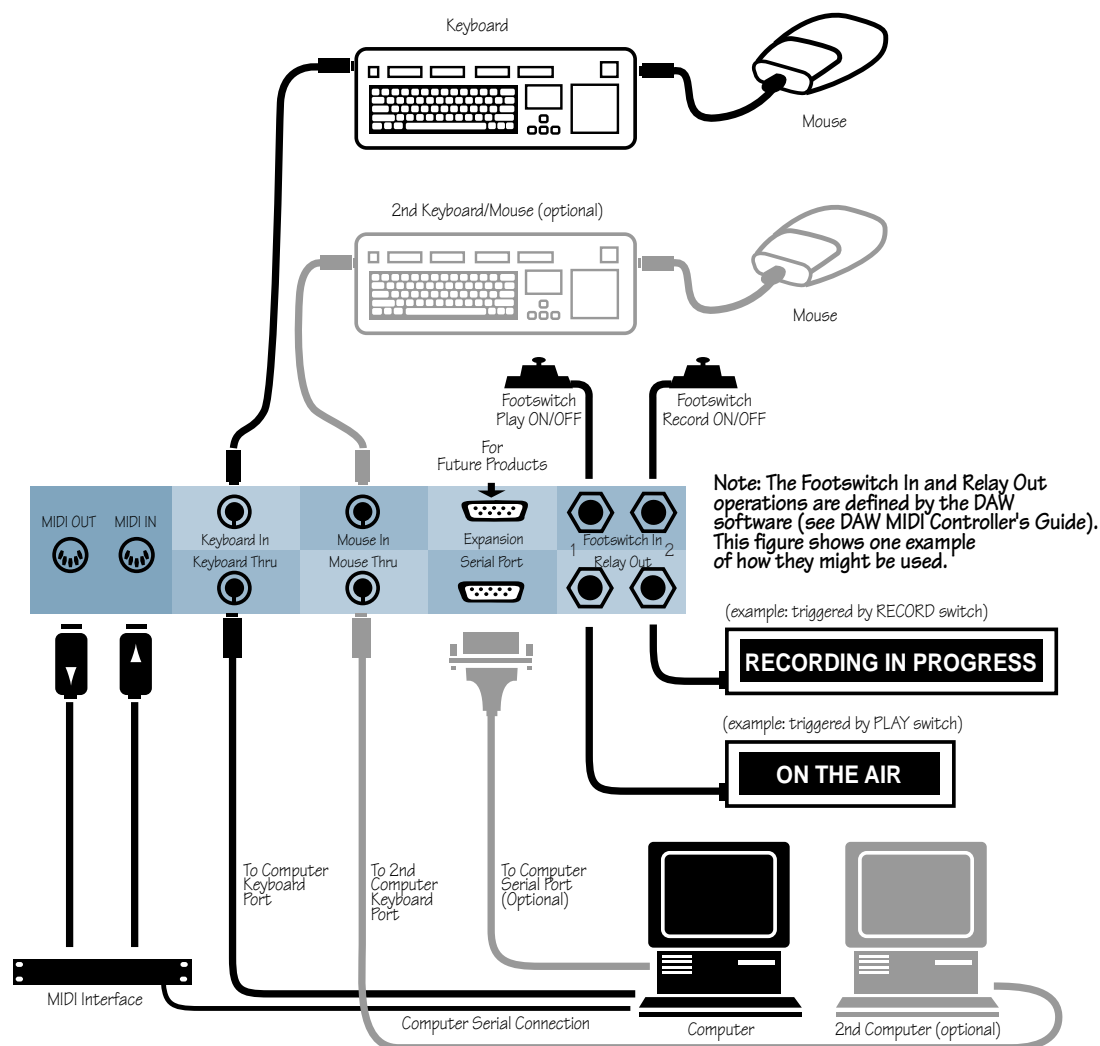 Keyboard
Mouse
2nd Keyboard/Mouse (optional)
Mouse
Footswitch
Play ON/OFF
Footswitch
Record ON/OFF
For
Future Products
MIDI OUT
MIDI IN
Keyboard In
Mouse In
Expansion
1
Footswitch In
2
Keyboard Thru
Mouse Thru
Serial Port
Relay Out
Note: The Footswitch In and Relay Out
operations are defined by the DAW
software (see DAW MIDI Controller's Guide).
This figure shows one example
of how they might be used.
(example: triggered by RECORD switch)
RECORDING IN PROGRESS
(example: triggered by PLAY switch)
ON THE AIR
To Computer
Keyboard
Port
To 2nd
Computer
Keyboard
Port
To Computer
Serial Port
(Optional)
MIDI Interface
Computer Serial Connection
Computer
2nd Computer (optional)